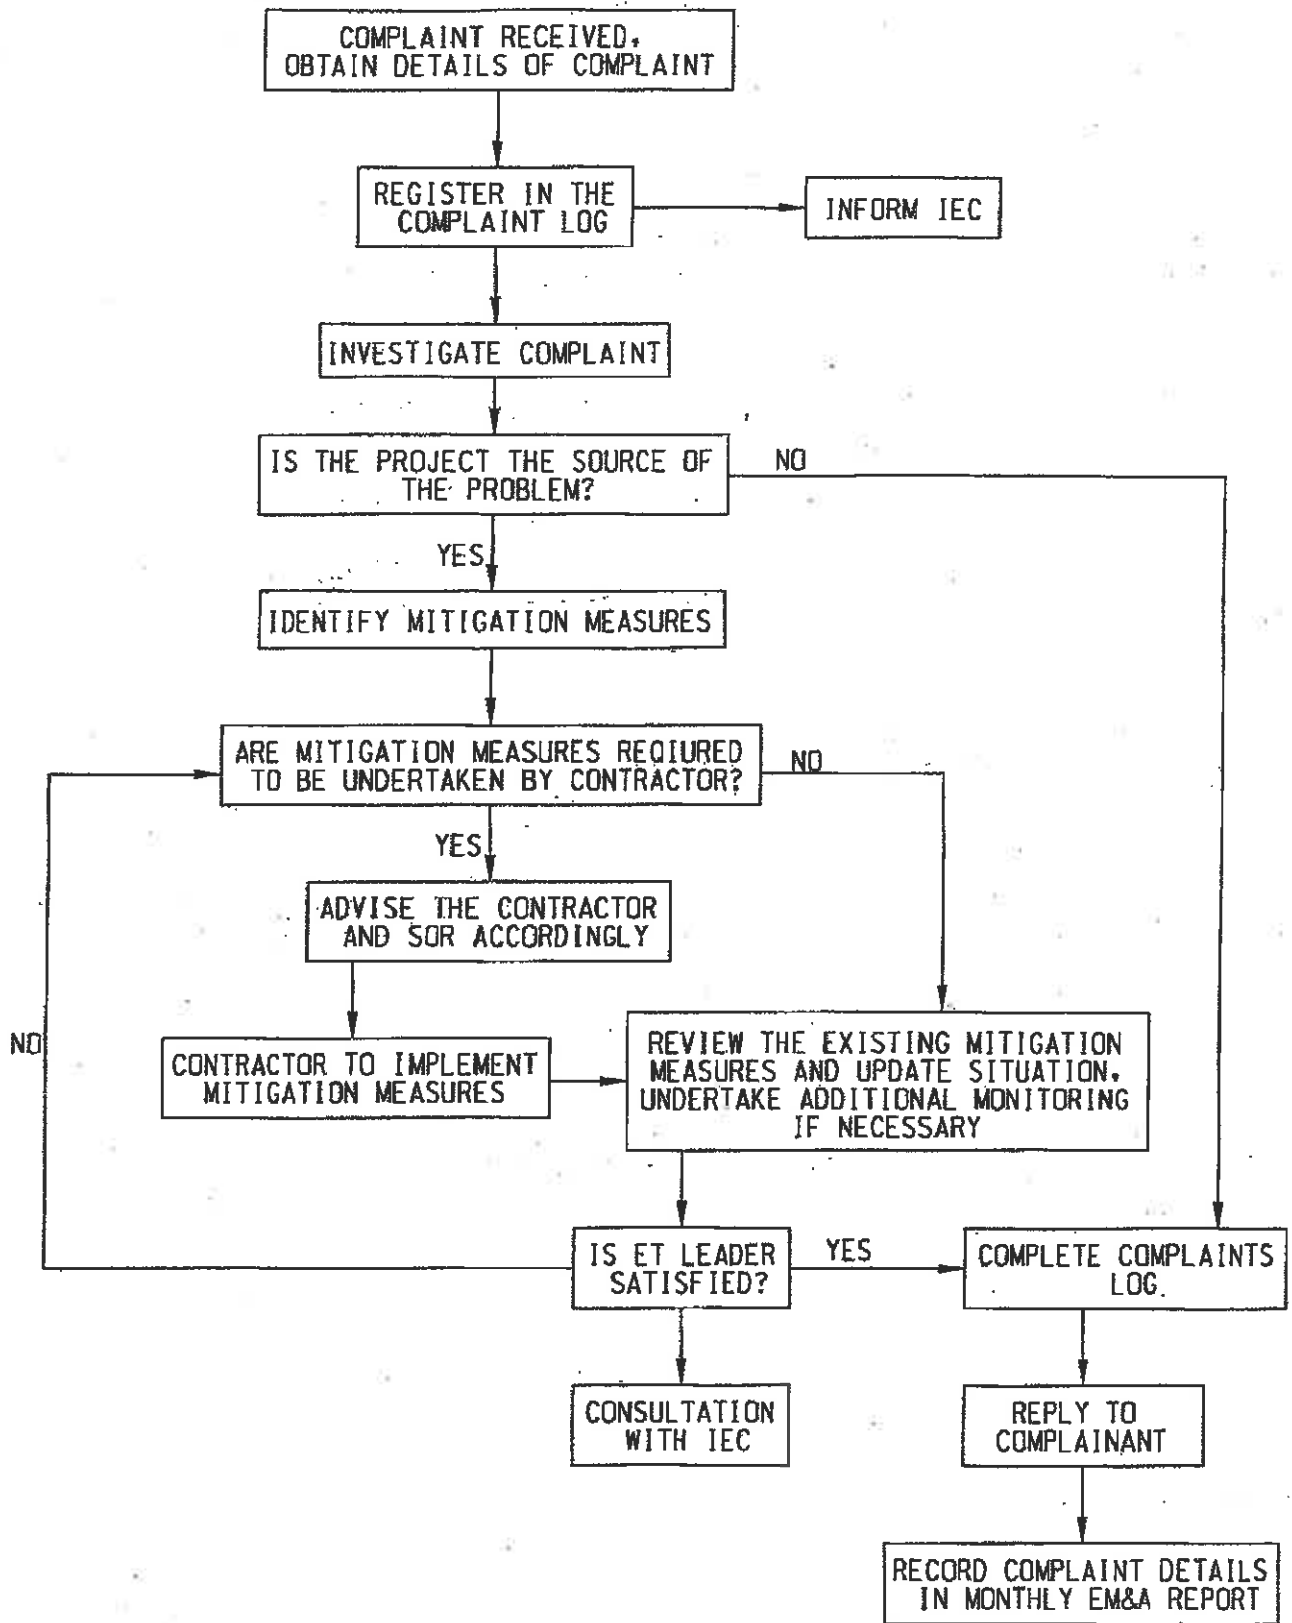 COMPLAINT RECEIVED.
OBTAIN DETAILS OF COMPLAINT
REGISTER IN THE
COMPLAINT LOG
INFORM IEC
INVESTIGATE COMPLAINT
IS THE PROJECT THE SOURCE OF
THE PROBLEM?
NO
YES
IDENTIFY MITIGATION MEASURES
ARE MITIGATION MEASURES REQIURED
TO BE UNDERTAKEN BY CONTRACTOR?
NO
YES
ADVISE THE CONTRACTOR
AND SOR ACCORDINGLY
NO
CONTRACTOR TO IMPLEMENT
MITIGATION MEASURES
REVIEW THE EXISTING MITIGATION
MEASURES AND UPDATE SITUATION.
UNDERTAKE ADDITIONAL MONITORING
IF NECESSARY
IS ET LEADER
SATISFIED?
YES
COMPLETE COMPLAINTS
LOG.
CONSULTATION
WITH IEC
REPLY TO
COMPLAINANT
RECORD COMPLAINT DETAILS
IN MONTHLY EM&A REPORT